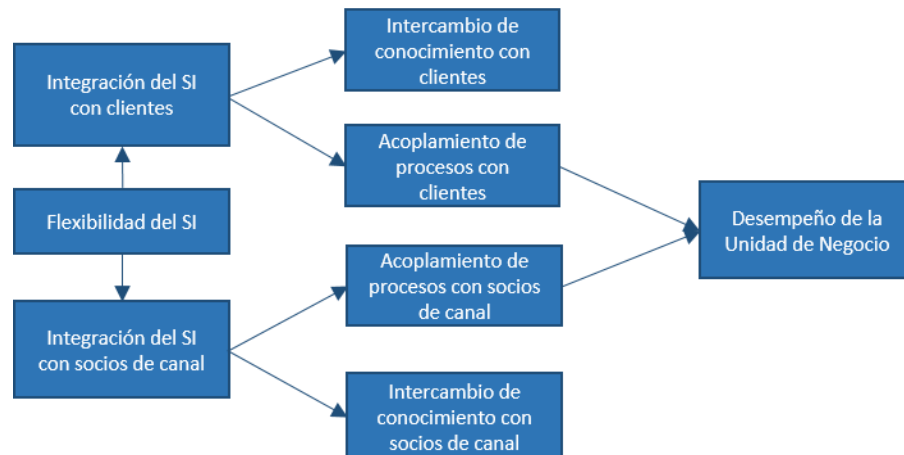 Integración del SI
con clientes
Flexibilidad del SI
Integración del SI
con socios de canal
Intercambio de
conocimiento con
clientes
Acoplamiento de
procesos con
clientes
Acoplamiento de
procesos con socios
de canal
Intercambio de
conocimiento con
socios de canal
Desempeño de la
Unidad de Negocio